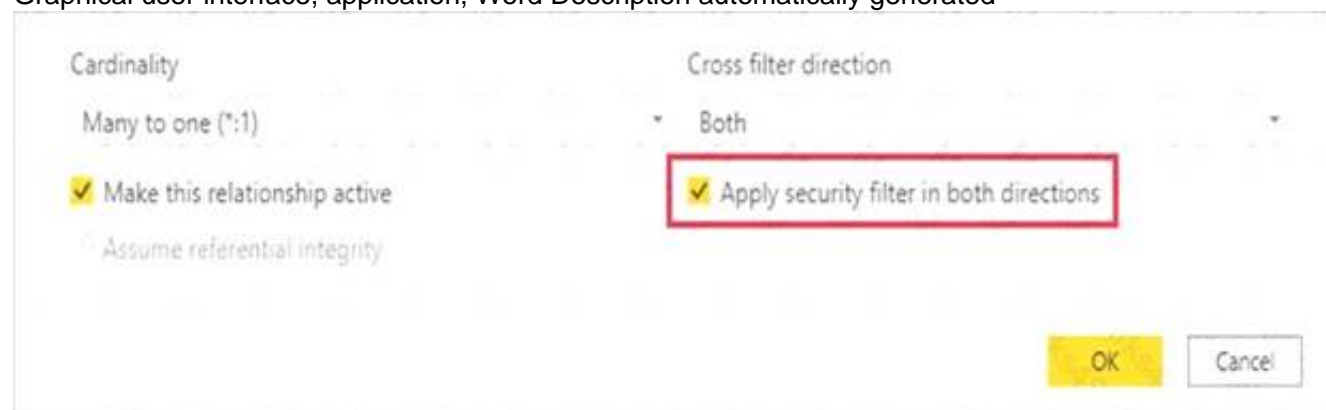 Graphical user interface, application, Word Description automatically generated
Cardinality
Cross filter direction
Many to one (*:1)
Both
Make this relationship active
Apply security filter in both directions
Assume referential integrity
OK
Cancel